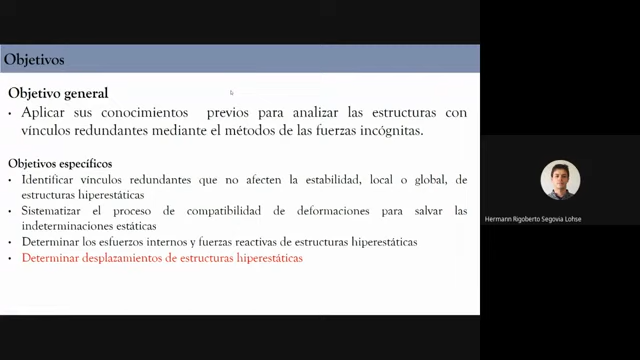 Objetivos
Objetivo general
• Aplicar sus conocimientos previos para analizar las estructuras con
vínculos redundantes mediante el métodos de las fuerzas incógnitas.
Objetivos específicos
• Identificar vínculos redundantes que no afecten la estabilidad, local o global, de
estructuras hiperestáticas
• Sistematizar el proceso de compatibilidad de deformaciones para salvar las
indeterminaciones estáticas
• Determinar los esfuerzos internos y fuerzas reactivas de estructuras hiperestáticas
• Determinar desplazamientos de estructuras hiperestáticas
Hermann Rigoberto Segovia Lohse